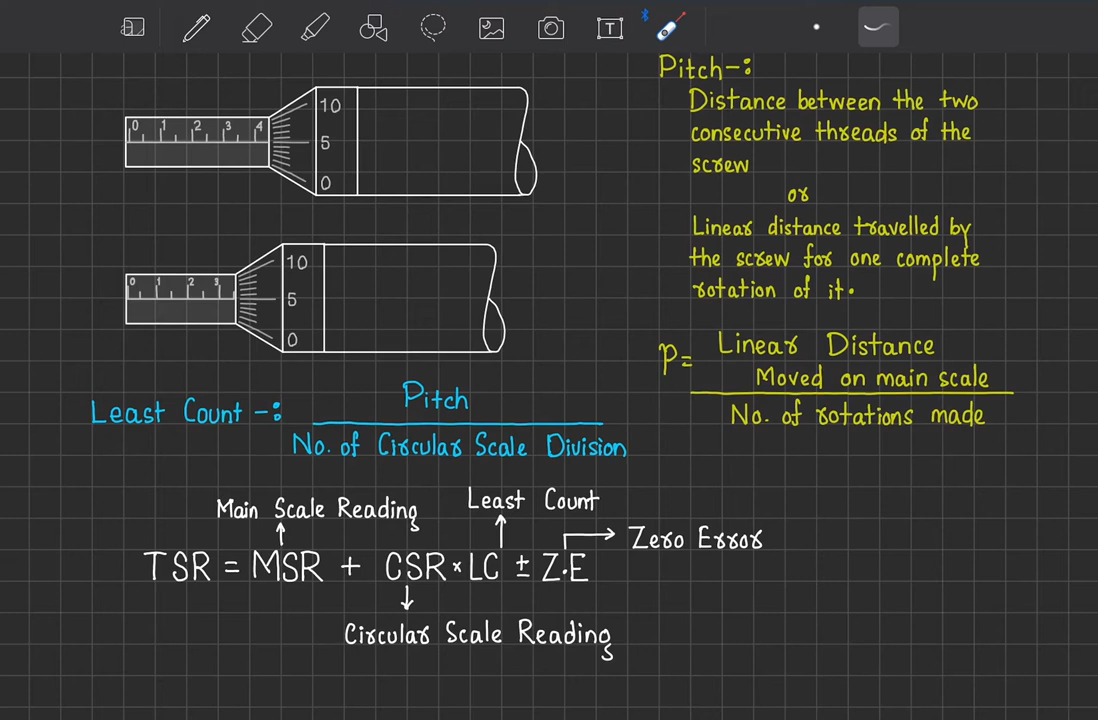 0 1 2 3 4
10
5
0
0 1 2 3
10
5
0
Pitch-:
Distance between the two
consecutive threads of the
screw
or
Linear distance travelled by
the screw for one complete
rotation of it.
P = Linear Distance
Moved on main scale
No. of rotations made
Least Count -: Pitch
No. of Circular Scale Division
Main Scale Reading
Least Count
Zero Error
TSR = MSR + CSR × LC ± Z.E
Circular Scale Reading
T